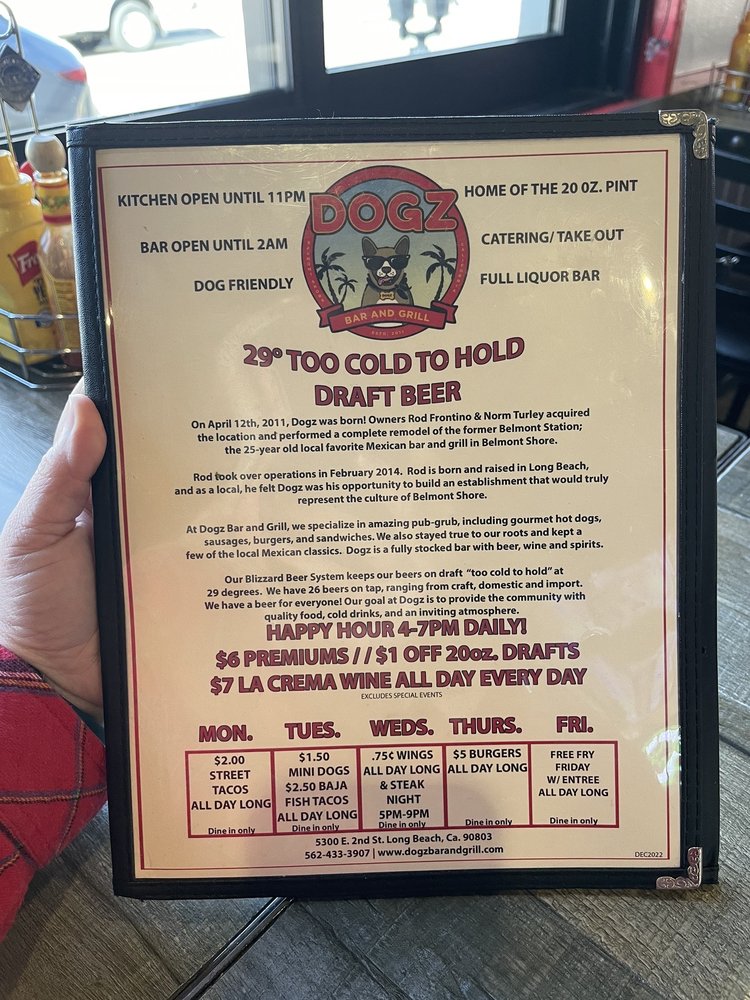 KITCHEN OPEN UNTIL 11PM
BAR OPEN UNTIL 2AM
DOG FRIENDLY
DOGZ
BAR AND GRILL
ESTD. 2011
HOME OF THE 20 OZ. PINT
CATERING/ TAKE OUT
FULL LIQUOR BAR
29° TOO COLD TO HOLD
DRAFT BEER
On April 12th, 2011, Dogz was born! Owners Rod Frontino & Norm Turley acquired
the location and performed a complete remodel of the former Belmont Station;
the 25-year old local favorite Mexican bar and grill in Belmont Shore.
Rod took over operations in February 2014. Rod is born and raised in Long Beach,
and as a local, he felt Dogz was his opportunity to build an establishment that would truly
represent the culture of Belmont Shore.
At Dogz Bar and Grill, we specialize in amazing pub-grub, including gourmet hot dogs,
sausages, burgers, and sandwiches. We also stayed true to our roots and kept a
few of the local Mexican classics. Dogz is a fully stocked bar with beer, wine and spirits.
Our Blizzard Beer System keeps our beers on draft "too cold to hold" at
29 degrees. We have 26 beers on tap, ranging from craft, domestic and import.
We have a beer for everyone! Our goal at Dogz is to provide the community with
quality food, cold drinks, and an inviting atmosphere.
HAPPY HOUR 4-7PM DAILY!
$6 PREMIUMS // $1 OFF 20oz. DRAFTS
$7 LA CREMA WINE ALL DAY EVERY DAY
EXCLUDES SPECIAL EVENTS
MON.
$2.00
STREET
TACOS
ALL DAY LONG
Dine in only
TUES.
$1.50
MINI DOGS
$2.50 BAJA
FISH TACOS
ALL DAY LONG
Dine in only
WEDS.
.75¢ WINGS
ALL DAY LONG
& STEAK
NIGHT
5PM-9PM
Dine in only
THURS.
$5 BURGERS
ALL DAY LONG
Dine in only
FRI.
FREE FRY
FRIDAY
W/ ENTREE
ALL DAY LONG
Dine in only
5300 E. 2nd St. Long Beach, Ca. 90803
562-433-3907 | www.dogzbarandgrill.com
DEC2022